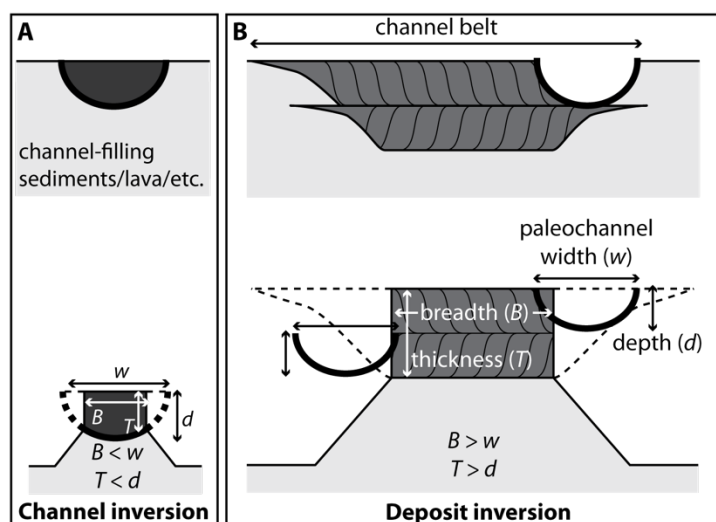 A
channel-filling
sediments/lava/etc.
w
B
T
d
B < w
T < d
Channel inversion
B
channel belt
paleochannel
width (w)
breadth (B)
thickness (T)
depth (d)
B > w
T > d
Deposit inversion